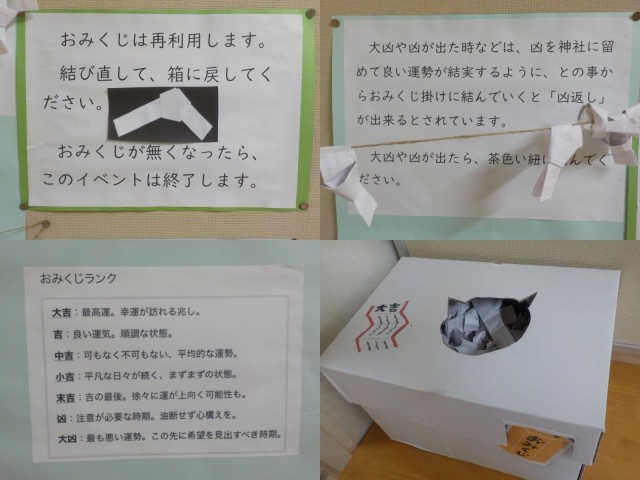 おみくじは再利用します。
結び直して、箱に戻してく
ださい。
おみくじが無くなったら、
このイベントは終了します。
大凶や凶が出た時などは、凶を神社に留
めて良い運勢が結実するように、との事か
らおみくじ掛けに結んでいくと「凶返し」
が出来るとされています。
大凶や凶が出たら、茶色い紐に
んでく
ださい。
おみくじランク
大吉：最高運。幸運が訪れる兆し。
吉：良い運気。順調な状態。
中吉：可もなく不可もない、平均的な運勢。
小吉：平凡な日々が続く、まずまずの状態。
末吉：吉の最後。徐々に運が上向く可能性も。
凶：注意が必要な時期。油断せず心構えを。
大凶：最も悪い運勢。この先に希望を見出すべき時期。
大吉